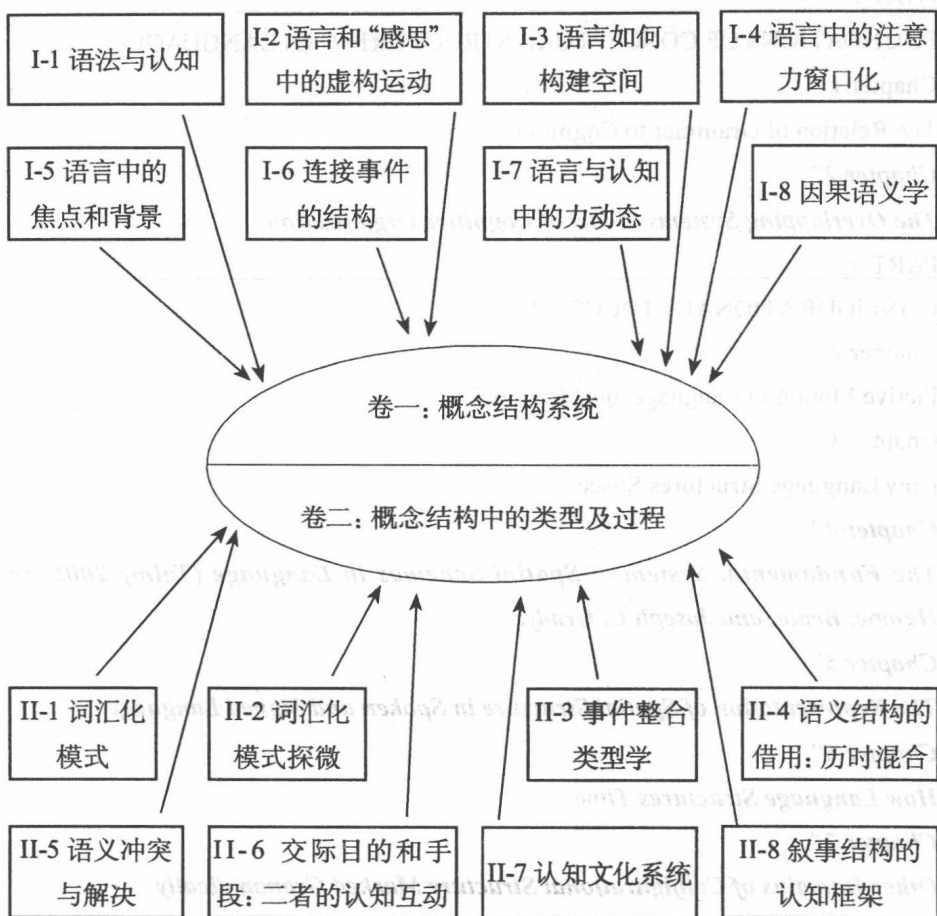 I-1 语法与认知
I-2 语言和“感思”
中的虚构运动
I-3 语言如何
构建空间
I-4 语言中的注意
力窗口化
I-5 语言中的
焦点和背景
I-6 连接事件
的结构
I-7 语言与认知
中的力动态
I-8 因果语义学
卷一：概念结构系统
卷二：概念结构中的类型及过程
II-1 词汇化
模式
II-2 词汇化
模式探微
II-3 事件整合
类型学
II-4 语义结构的
借用：历时混合
II-5 语义冲突
与解决
II-6 交际目的和手
段：二者的认知互动
II-7 认知文化系统
II-8 叙事结构的
认知框架